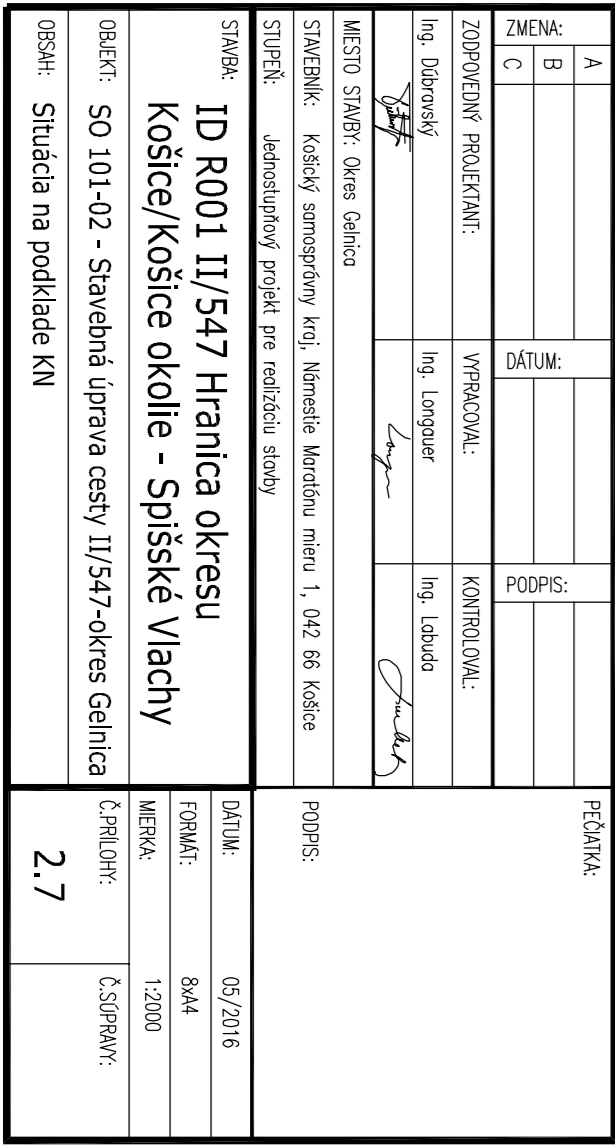 ZMENA:
A
B
C
DÁTUM:
PODPIS:
PEČIATKA:
ZODPOVEDNÝ PROJEKTANT:
VYPRACOVAL:
KONTROLOVAL:
Ing. Dúbravský
Ing. Longauer
Ing. Labuda
MIESTO STAVBY: Okres Gelnica
STAVEBNÍK: Košický samosprávny kraj, Námestie Maratónu mieru 1, 042 66 Košice
STUPEŇ: Jednostupňový projekt pre realizáciu stavby
PODPIS:
STAVBA: ID R001 II/547 Hranica okresu
Košice/Košice okolie - Spišské Vlachy
DÁTUM: 05/2016
FORMÁT: 8xA4
MIERKA: 1:2000
OBJEKT: SO 101-02 - Stavebná úprava cesty II/547-okres Gelnica
OBSAH: Situácia na podklade KN
Č.PRÍLOHY:
2.7
Č.SÚPRAVY: